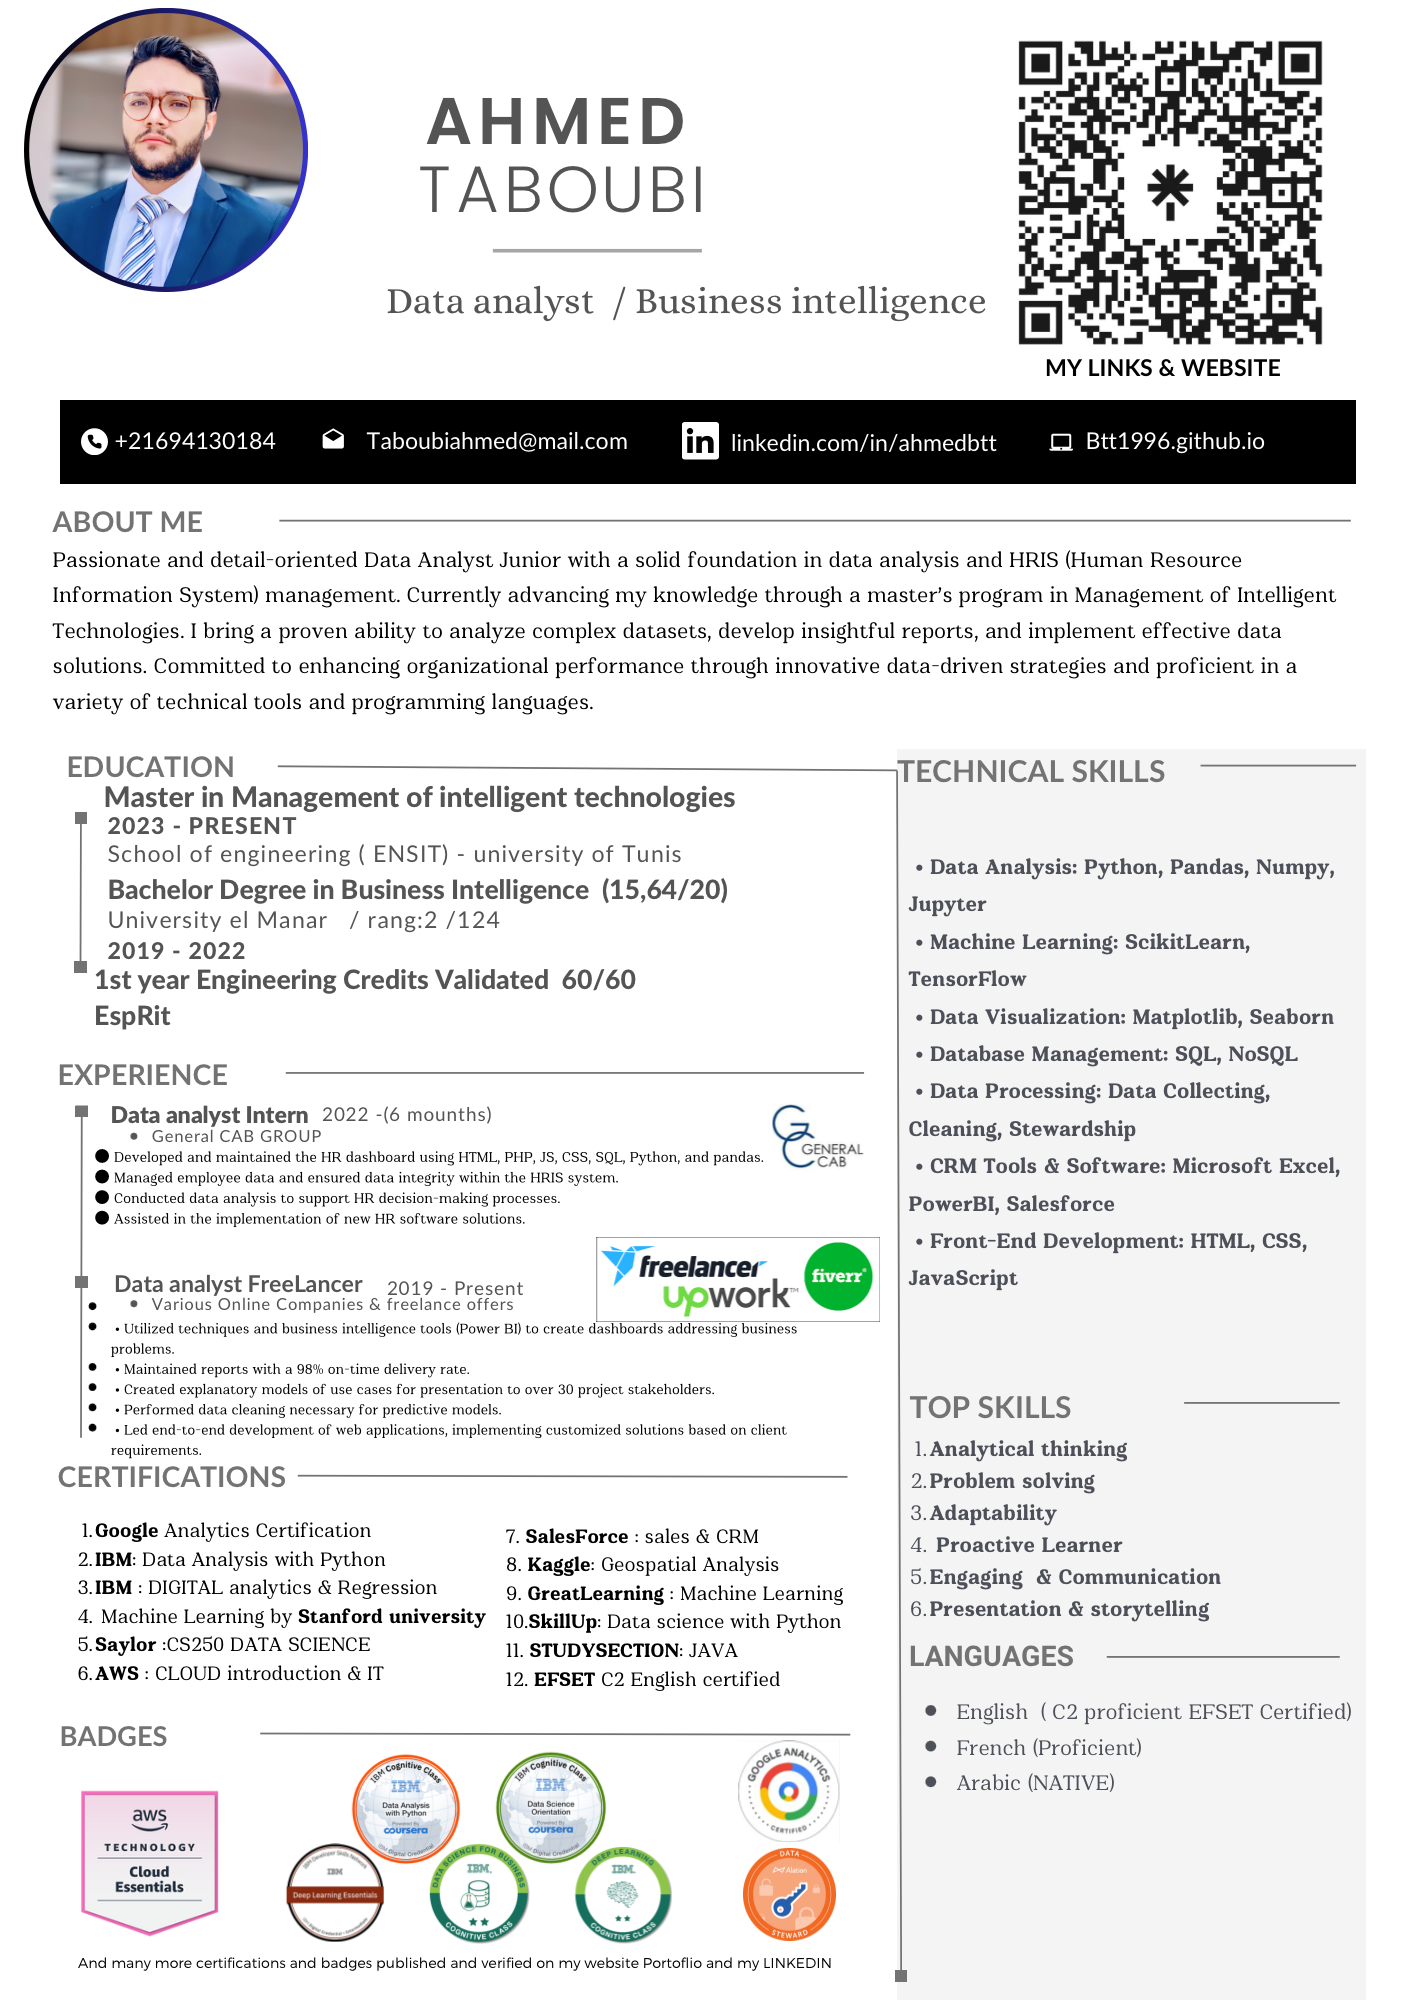 AHMED
TABOUBI
Data analyst / Business intelligence
MY LINKS & WEBSITE
+21694130184
Taboubiahmed@mail.com
linkedin.com/in/ahmedbtt
Btt1996.github.io
ABOUT ME
Passionate and detail-oriented Data Analyst Junior with a solid foundation in data analysis and HRIS (Human Resource
Information System) management. Currently advancing my knowledge through a master's program in Management of Intelligent
Technologies. I bring a proven ability to analyze complex datasets, develop insightful reports, and implement effective data
solutions. Committed to enhancing organizational performance through innovative data-driven strategies and proficient in a
variety of technical tools and programming languages.
EDUCATION
Master in Management of intelligent technologies
2023 - PRESENT
School of engineering ( ENSIT) - university of Tunis
Bachelor Degree in Business Intelligence (15,64/20)
University el Manar / rang:2 /124
2019 - 2022
1st year Engineering Credits Validated 60/60
EspRit
EXPERIENCE
Data analyst Intern 2022 -(6 mounths)
• General CAB GROUP
● Developed and maintained the HR dashboard using HTML, PHP, JS, CSS, SQL, Python, and pandas.
● Managed employee data and ensured data integrity within the HRIS system.
● Conducted data analysis to support HR decision-making processes.
● Assisted in the implementation of new HR software solutions.
GENERAL
CAB
Data analyst FreeLancer 2019 - Present
• Various Online Companies & freelance offers
freelancer
upwork™
fiverr
• Utilized techniques and business intelligence tools (Power BI) to create dashboards addressing business
problems.
• Maintained reports with a 98% on-time delivery rate.
• Created explanatory models of use cases for presentation to over 30 project stakeholders.
• Performed data cleaning necessary for predictive models.
• Led end-to-end development of web applications, implementing customized solutions based on client
requirements.
CERTIFICATIONS
1. Google Analytics Certification
2. IBM: Data Analysis with Python
3. IBM : DIGITAL analytics & Regression
4. Machine Learning by Stanford university
5. Saylor :CS250 DATA SCIENCE
6. AWS : CLOUD introduction & IT
7. SalesForce : sales & CRM
8. Kaggle: Geospatial Analysis
9. GreatLearning : Machine Learning
10.SkillUp: Data science with Python
11. STUDYSECTION: JAVA
12. EFSET C2 English certified
BADGES
aws
TECHNOLOGY
Cloud
Essentials
IBM Cognitive Class
IBM
Data Analysis
with Python
Powered By
coursera
IBM Digital Credential
IBM Cognitive Class
IBM
Data Science
Orientation
Powered By
coursera
IBM Digital Credential
IBM Developer Skills Network
IBM
Deep Learning Essentials
DATA SCIENCE FOR BUSINESS
IBM
COGNITIVE CLASS
DEEP LEARNING
IBM
COGNITIVE CLASS
GOOGLE ANALYTICS
CERTIFIED
DATA
Alation
STEWARD
And many more certifications and badges published and verified on my website Portoflio and my LINKEDIN
TECHNICAL SKILLS
• Data Analysis: Python, Pandas, Numpy,
Jupyter
• Machine Learning: ScikitLearn,
TensorFlow
• Data Visualization: Matplotlib, Seaborn
• Database Management: SQL, NoSQL
• Data Processing: Data Collecting,
Cleaning, Stewardship
• CRM Tools & Software: Microsoft Excel,
PowerBI, Salesforce
• Front-End Development: HTML, CSS,
JavaScript
TOP SKILLS
1. Analytical thinking
2. Problem solving
3. Adaptability
4. Proactive Learner
5. Engaging & Communication
6. Presentation & storytelling
LANGUAGES
• English ( C2 proficient EFSET Certified)
• French (Proficient)
• Arabic (NATIVE)